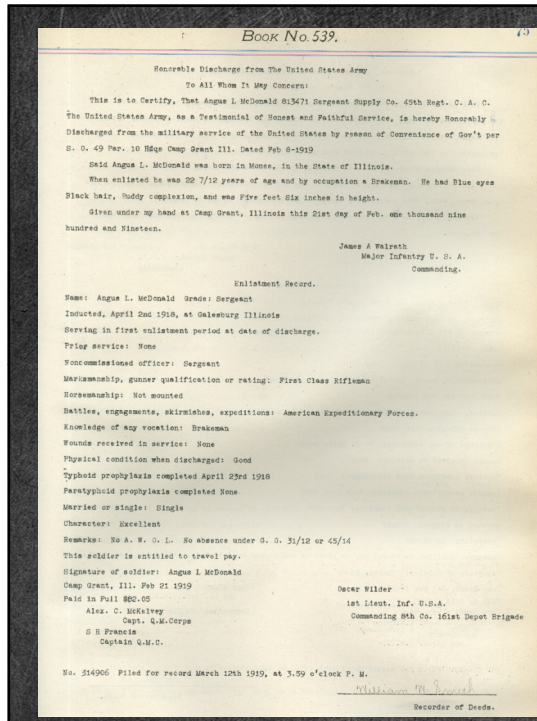 BOOK NO. 539.
75
Honorable Discharge from The United States Army
To All Whom It May Concern:
This is to Certify, That Angus L McDonald 813471 Sergeant Supply Co. 45th Regt. C. A. C.
The United States Army, as a Testimonial of Honest and Faithful Service, is hereby Honorably
Discharged from the military service of the United States by reason of Convenience of Gov't per
S. O. 49 Par. 10 Hdqs Camp Grant Ill. Dated Feb 8-1919
Said Angus L. McDonald was born in Monee, in the State of Illinois.
When enlisted he was 22 7/12 years of age and by occupation a Brakeman. He had Blue eyes
Black hair, Ruddy complexion, and was Five feet Six inches in height.
Given under my hand at Camp Grant, Illinois this 21st day of Feb. one thousand nine
hundred and Nineteen.
James A Walrath
Major Infantry U. S. A.
Commanding.
Enlistment Record.
Name: Angus L. McDonald Grade: Sergeant
Inducted, April 2nd 1918, at Galesburg Illinois
Serving in first enlistment period at date of discharge.
Prior service: None
Noncommissioned officer: Sergeant
Marksmanship, gunner qualification or rating: First Class Rifleman
Horsemanship: Not mounted
Battles, engagements, skirmishes, expeditions: American Expeditionary Forces.
Knowledge of any vocation: Brakeman
Wounds received in service: None
Physical condition when discharged: Good
Typhoid prophylaxis completed April 23rd 1918
Paratyphoid prophylaxis completed None
Married or single: Single
Character: Excellent
Remarks: No A. W. O. L. No absence under G. O. 31/12 or 45/14
This soldier is entitled to travel pay.
Signature of soldier: Angus L McDonald
Camp Grant, Ill. Feb 21 1919
Paid in Full $82.05
Alex. C. McKelvey
Capt. Q.M.Corps
S H Francis
Captain Q.M.C.
Oscar Wilder
1st Lieut. Inf. U.S.A.
Commanding 8th Co. 161st Depot Brigade
No. 314906 Filed for record March 12th 1919, at 3.59 o'clock P. M.
William
Recorder of Deeds.